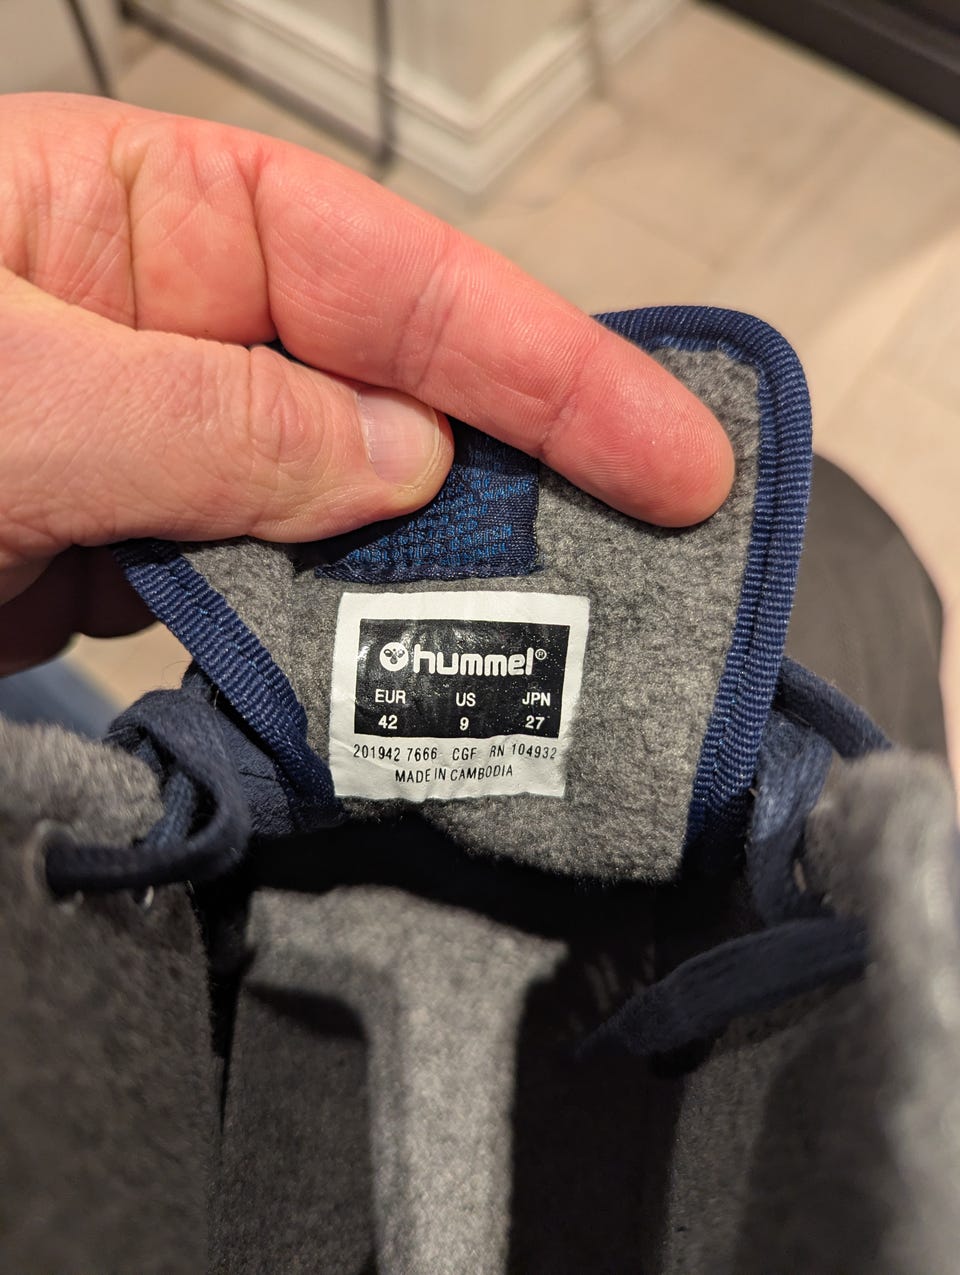 hummel®
EUR US JPN
42 9 27
201942 7666 CGF RN 104932
MADE IN CAMBODIA